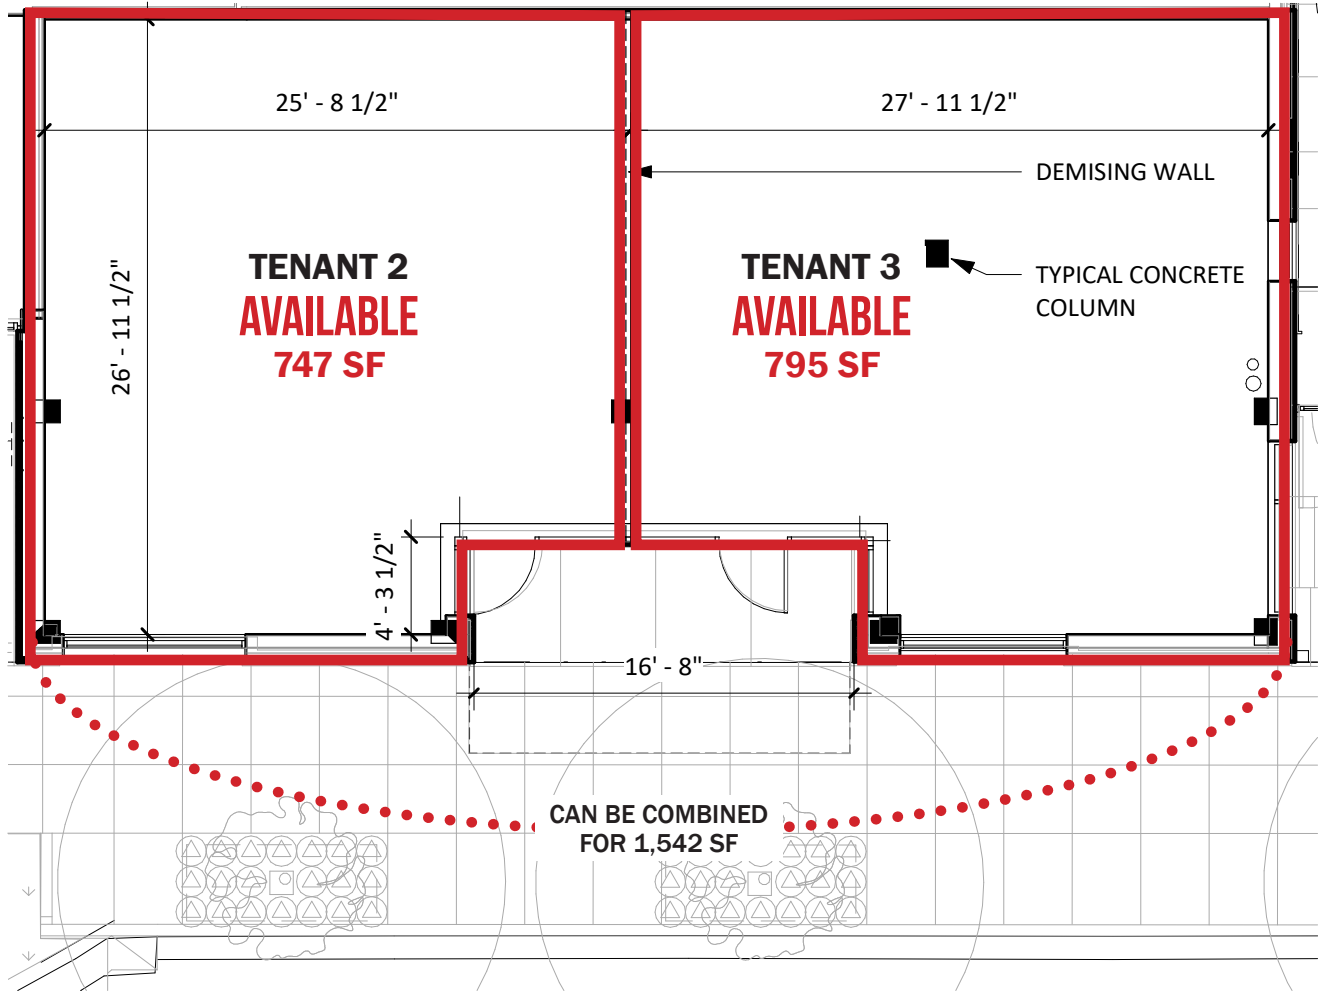 25' - 8 1/2"
27' - 11 1/2"
DEMISING WALL
TENANT 2
AVAILABLE
747 SF
TENANT 3
AVAILABLE
795 SF
TYPICAL CONCRETE
COLUMN
26' - 11 1/2"
4' - 3 1/2"
16' - 8"
CAN BE COMBINED
FOR 1,542 SF